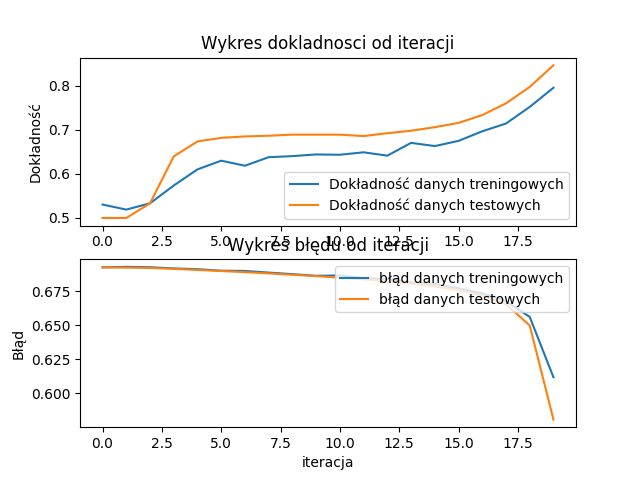 Wykres dokladnosci od iteracji
Dokładność
0.8
0.7
0.6
0.5
Dokładność danych treningowych
Dokładność danych testowych
0.0 2.5 5.0 7.5 10.0 12.5 15.0 17.5
Wykres błędu od iteracji
Błąd
0.675
0.650
0.625
0.600
błąd danych treningowych
błąd danych testowych
0.0 2.5 5.0 7.5 10.0 12.5 15.0 17.5
iteracja